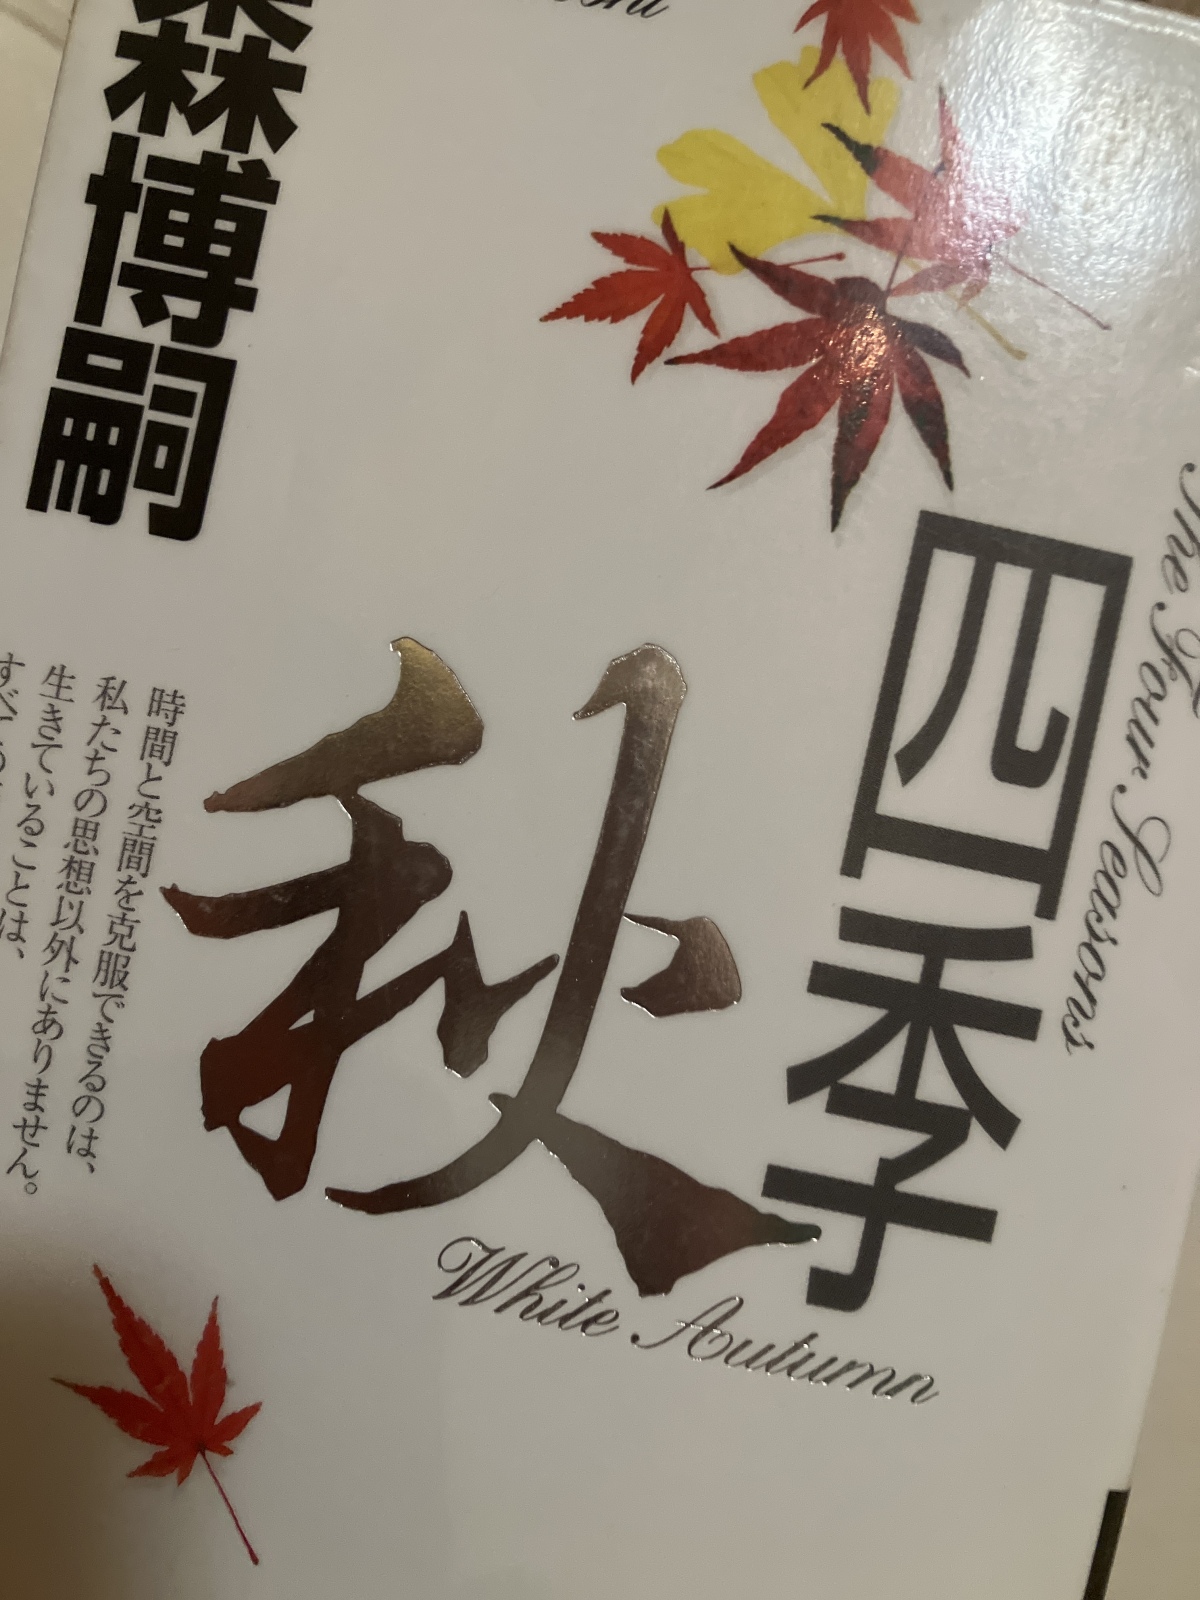 森博嗣
The Four Seasons
四季
秋
White Autumn
時間と空間を克服できるのは、
私たちの思想以外にありません。
生きていることは、